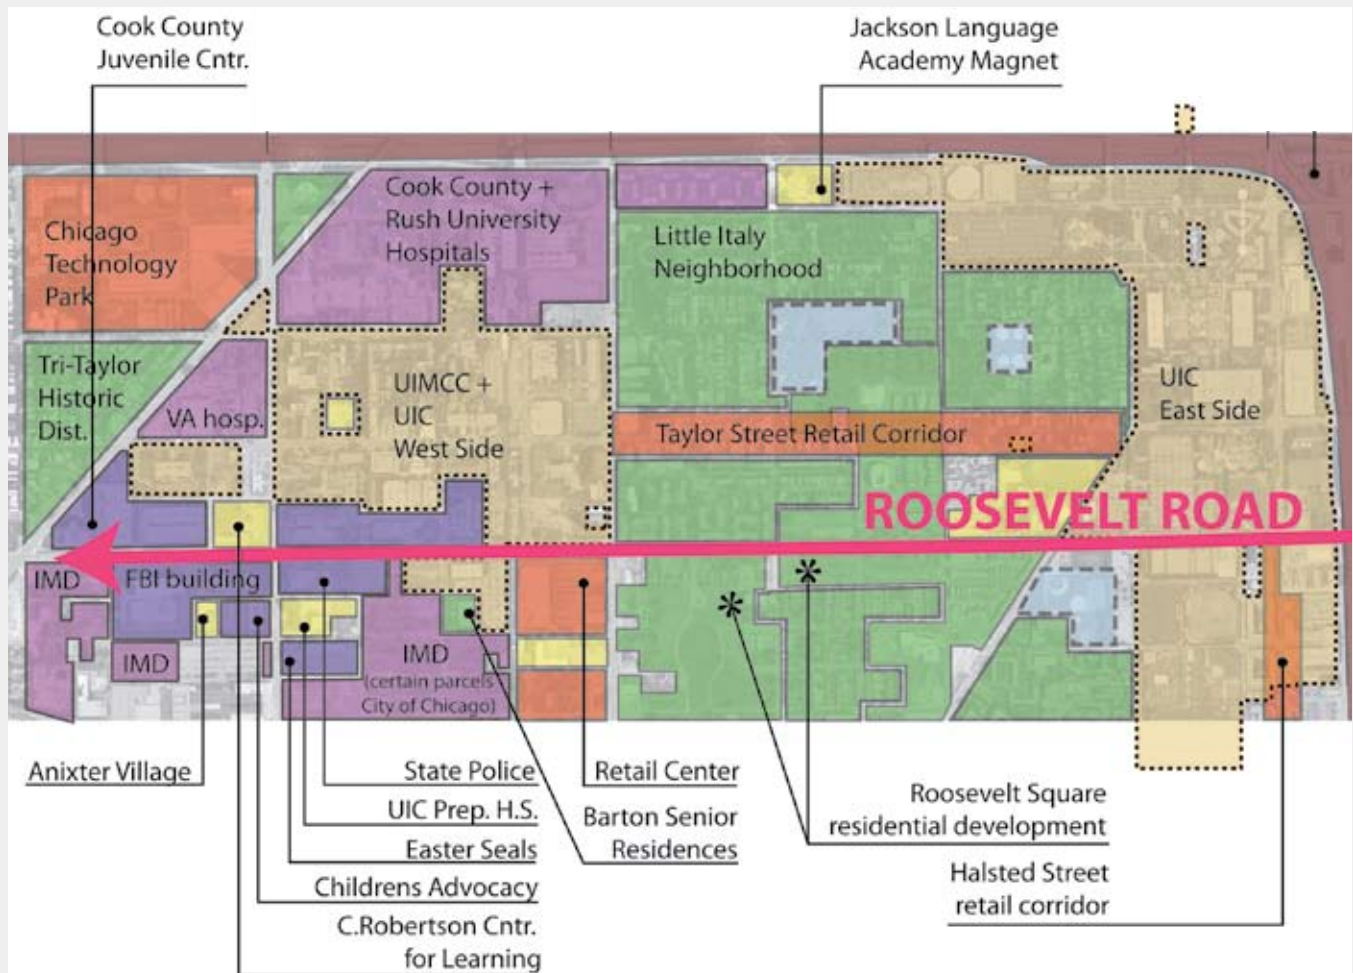 Cook County
Juvenile Cntr.
Jackson Language
Academy Magnet
Chicago
Technology
Park
Cook County +
Rush University
Hospitals
Little Italy
Neighborhood
Tri-Taylor
Historic
Dist.
VA hosp.
UIMCC +
UIC
West Side
UIC
East Side
Taylor Street Retail Corridor
ROOSEVELT ROAD
IMD
FBI building
IMD
IMD
(certain parcels
City of Chicago)
Anixter Village
State Police
UIC Prep. H.S.
Easter Seals
Childrens Advocacy
C.Robertson Cntr.
for Learning
Retail Center
Barton Senior
Residences
Roosevelt Square
residential development
Halsted Street
retail corridor